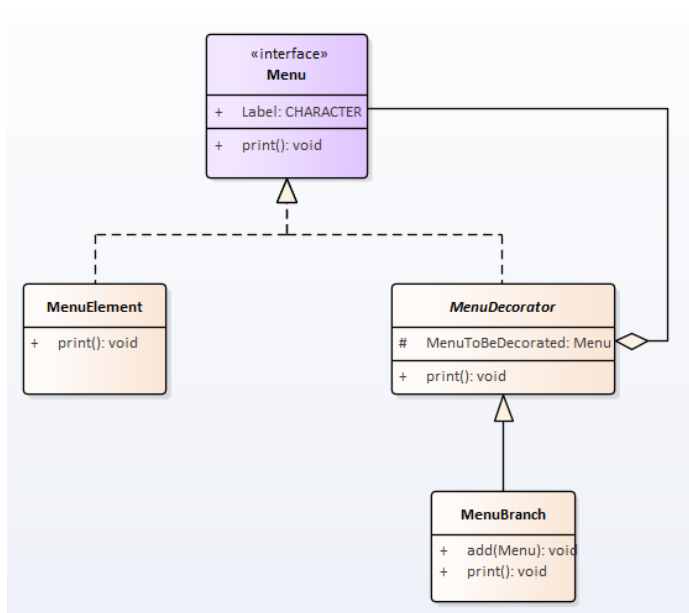 «interface»
Menu
+ Label: CHARACTER
+ print(): void
MenuElement
+ print(): void
MenuDecorator
# MenuToBeDecorated: Menu
+ print(): void
MenuBranch
+ add(Menu): void
+ print(): void